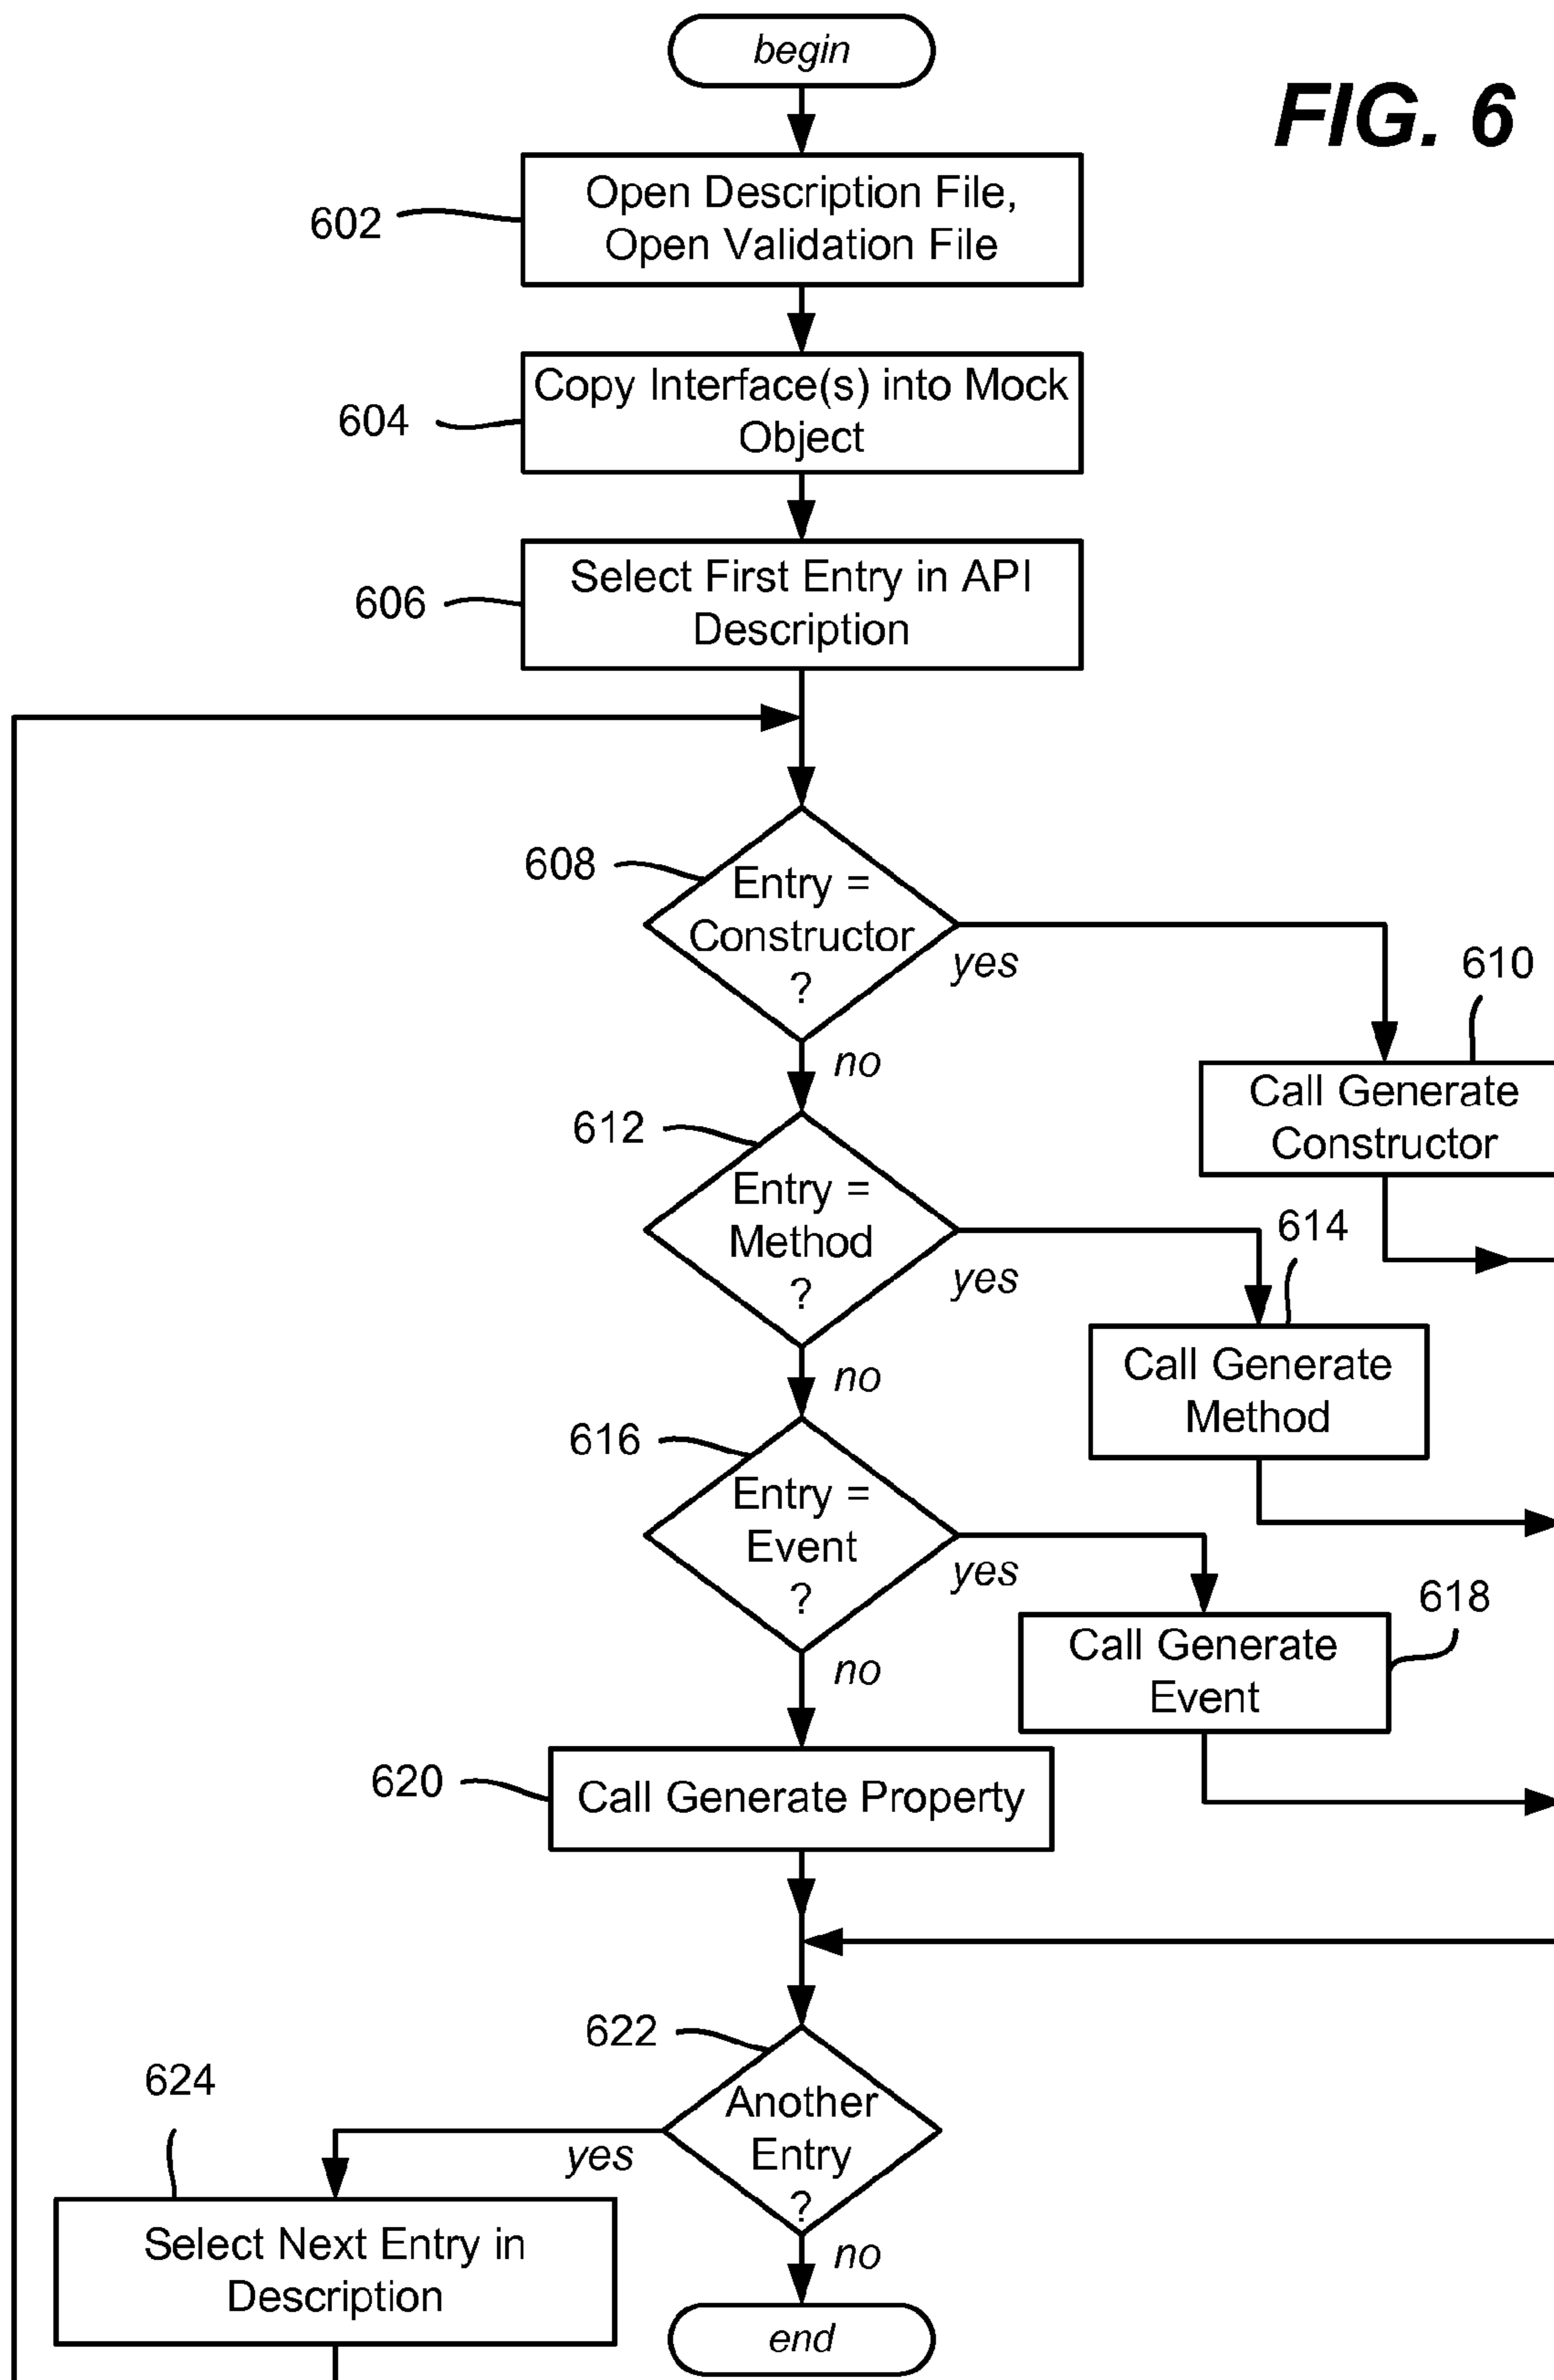 begin
FIG. 6
602
Open Description File,
Open Validation File
604
Copy Interface(s) into Mock
Object
606
Select First Entry in API
Description
608
Entry =
Constructor
?
yes
no
610
Call Generate
Constructor
612
Entry =
Method
?
yes
no
614
Call Generate
Method
616
Entry =
Event
?
yes
no
618
Call Generate
Event
620
Call Generate Property
622
Another
Entry
?
yes
no
624
Select Next Entry in
Description
end